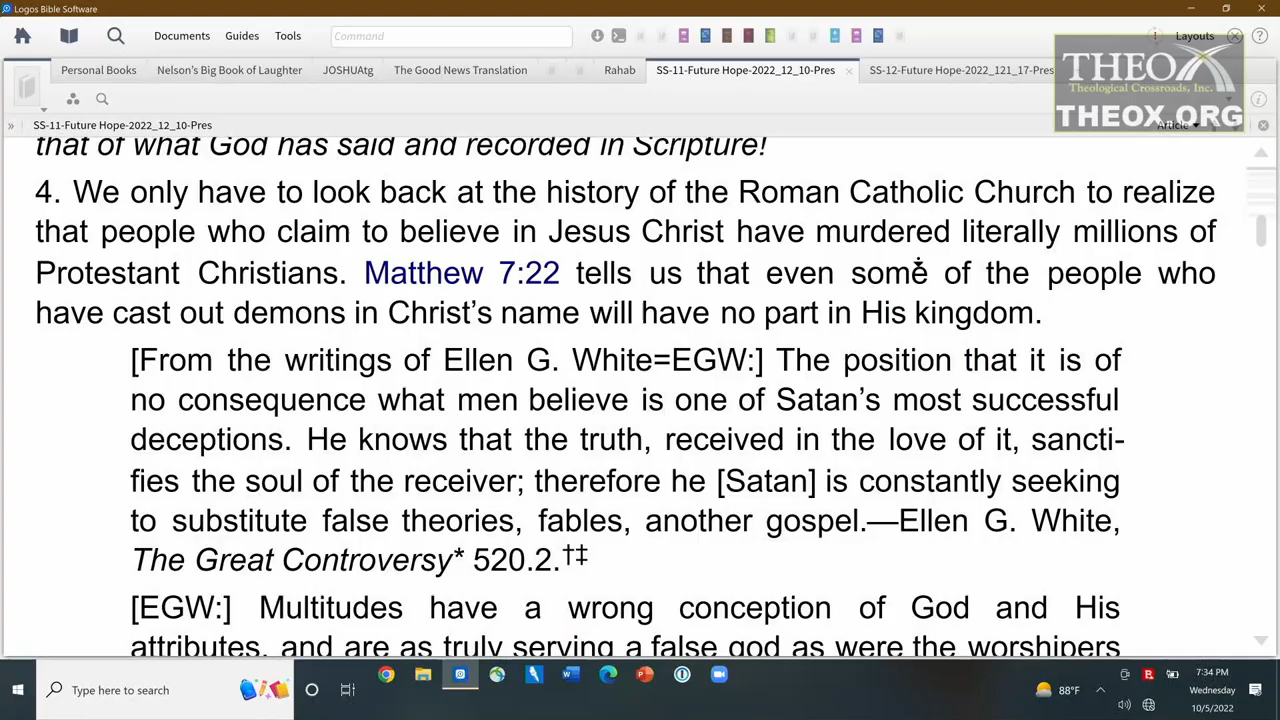 Logos Bible Software
Documents Guides Tools Command Layouts
Personal Books Nelson's Big Book of Laughter JOSHUAtg The Good News Translation Rahab SS-11-Future Hope-2022_12_10-Pres SS-12-Future Hope-2022_121_17-Pres
THEOX
Theological Crossroads, Inc.
THEOX.ORG
SS-11-Future Hope-2022_12_10-Pres Article
that of what God has said and recorded in Scripture!
4. We only have to look back at the history of the Roman Catholic Church to realize
that people who claim to believe in Jesus Christ have murdered literally millions of
Protestant Christians. Matthew 7:22 tells us that even some of the people who
have cast out demons in Christ's name will have no part in His kingdom.
[From the writings of Ellen G. White=EGW:] The position that it is of
no consequence what men believe is one of Satan's most successful
deceptions. He knows that the truth, received in the love of it, sancti-
fies the soul of the receiver; therefore he [Satan] is constantly seeking
to substitute false theories, fables, another gospel.—Ellen G. White,
The Great Controversy* 520.2.†‡
[EGW:] Multitudes have a wrong conception of God and His
attributes, and are as truly serving a false god as were the worshipers
Type here to search
88°F
7:34 PM
Wednesday
10/5/2022